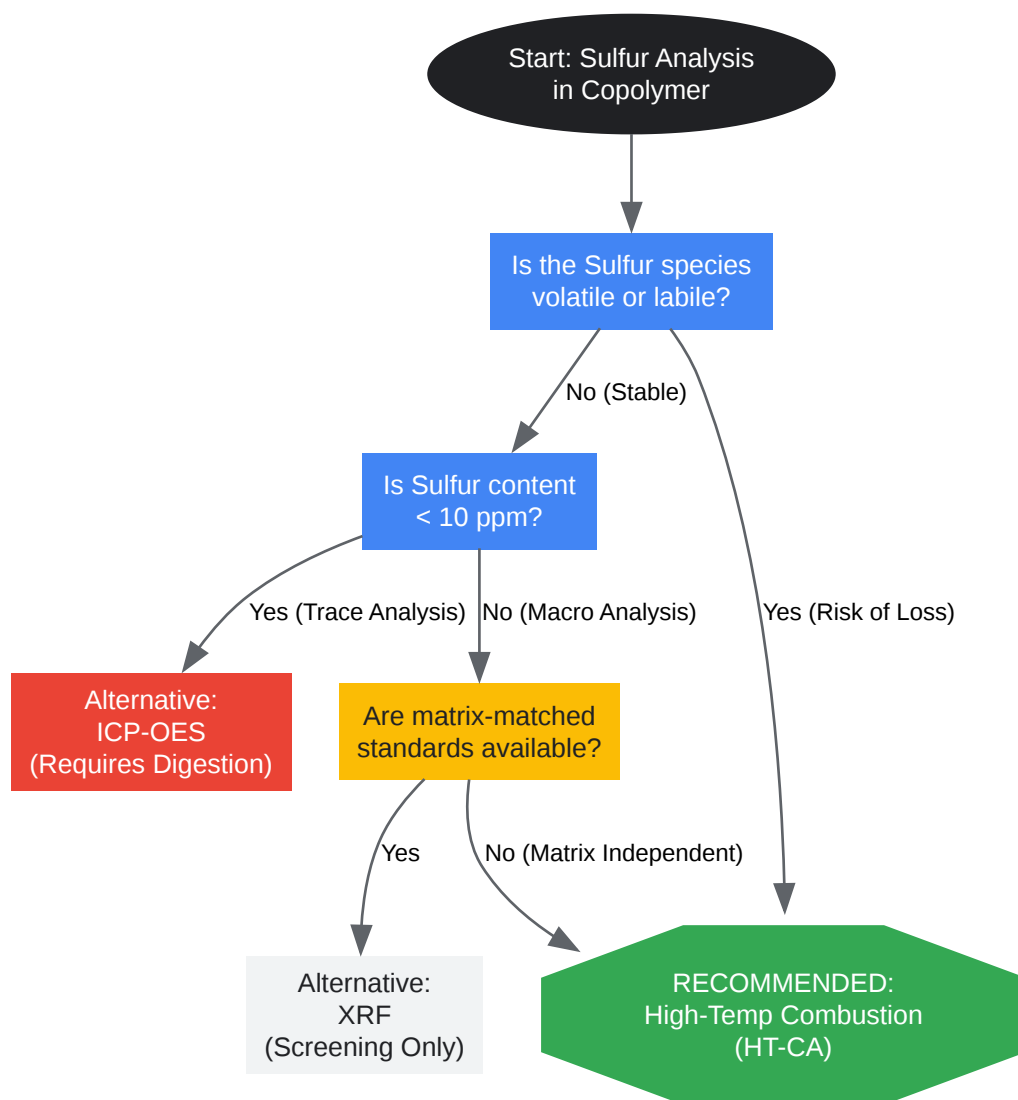 Start: Sulfur Analysis
in Copolymer
Is the Sulfur species
volatile or labile?
No (Stable)
Is Sulfur content
< 10 ppm?
Yes (Trace Analysis)
No (Macro Analysis)
Yes (Risk of Loss)
Alternative:
ICP-OES
(Requires Digestion)
Are matrix-matched
standards available?
Yes
No (Matrix Independent)
Alternative:
XRF
(Screening Only)
RECOMMENDED:
High-Temp Combustion
(HT-CA)